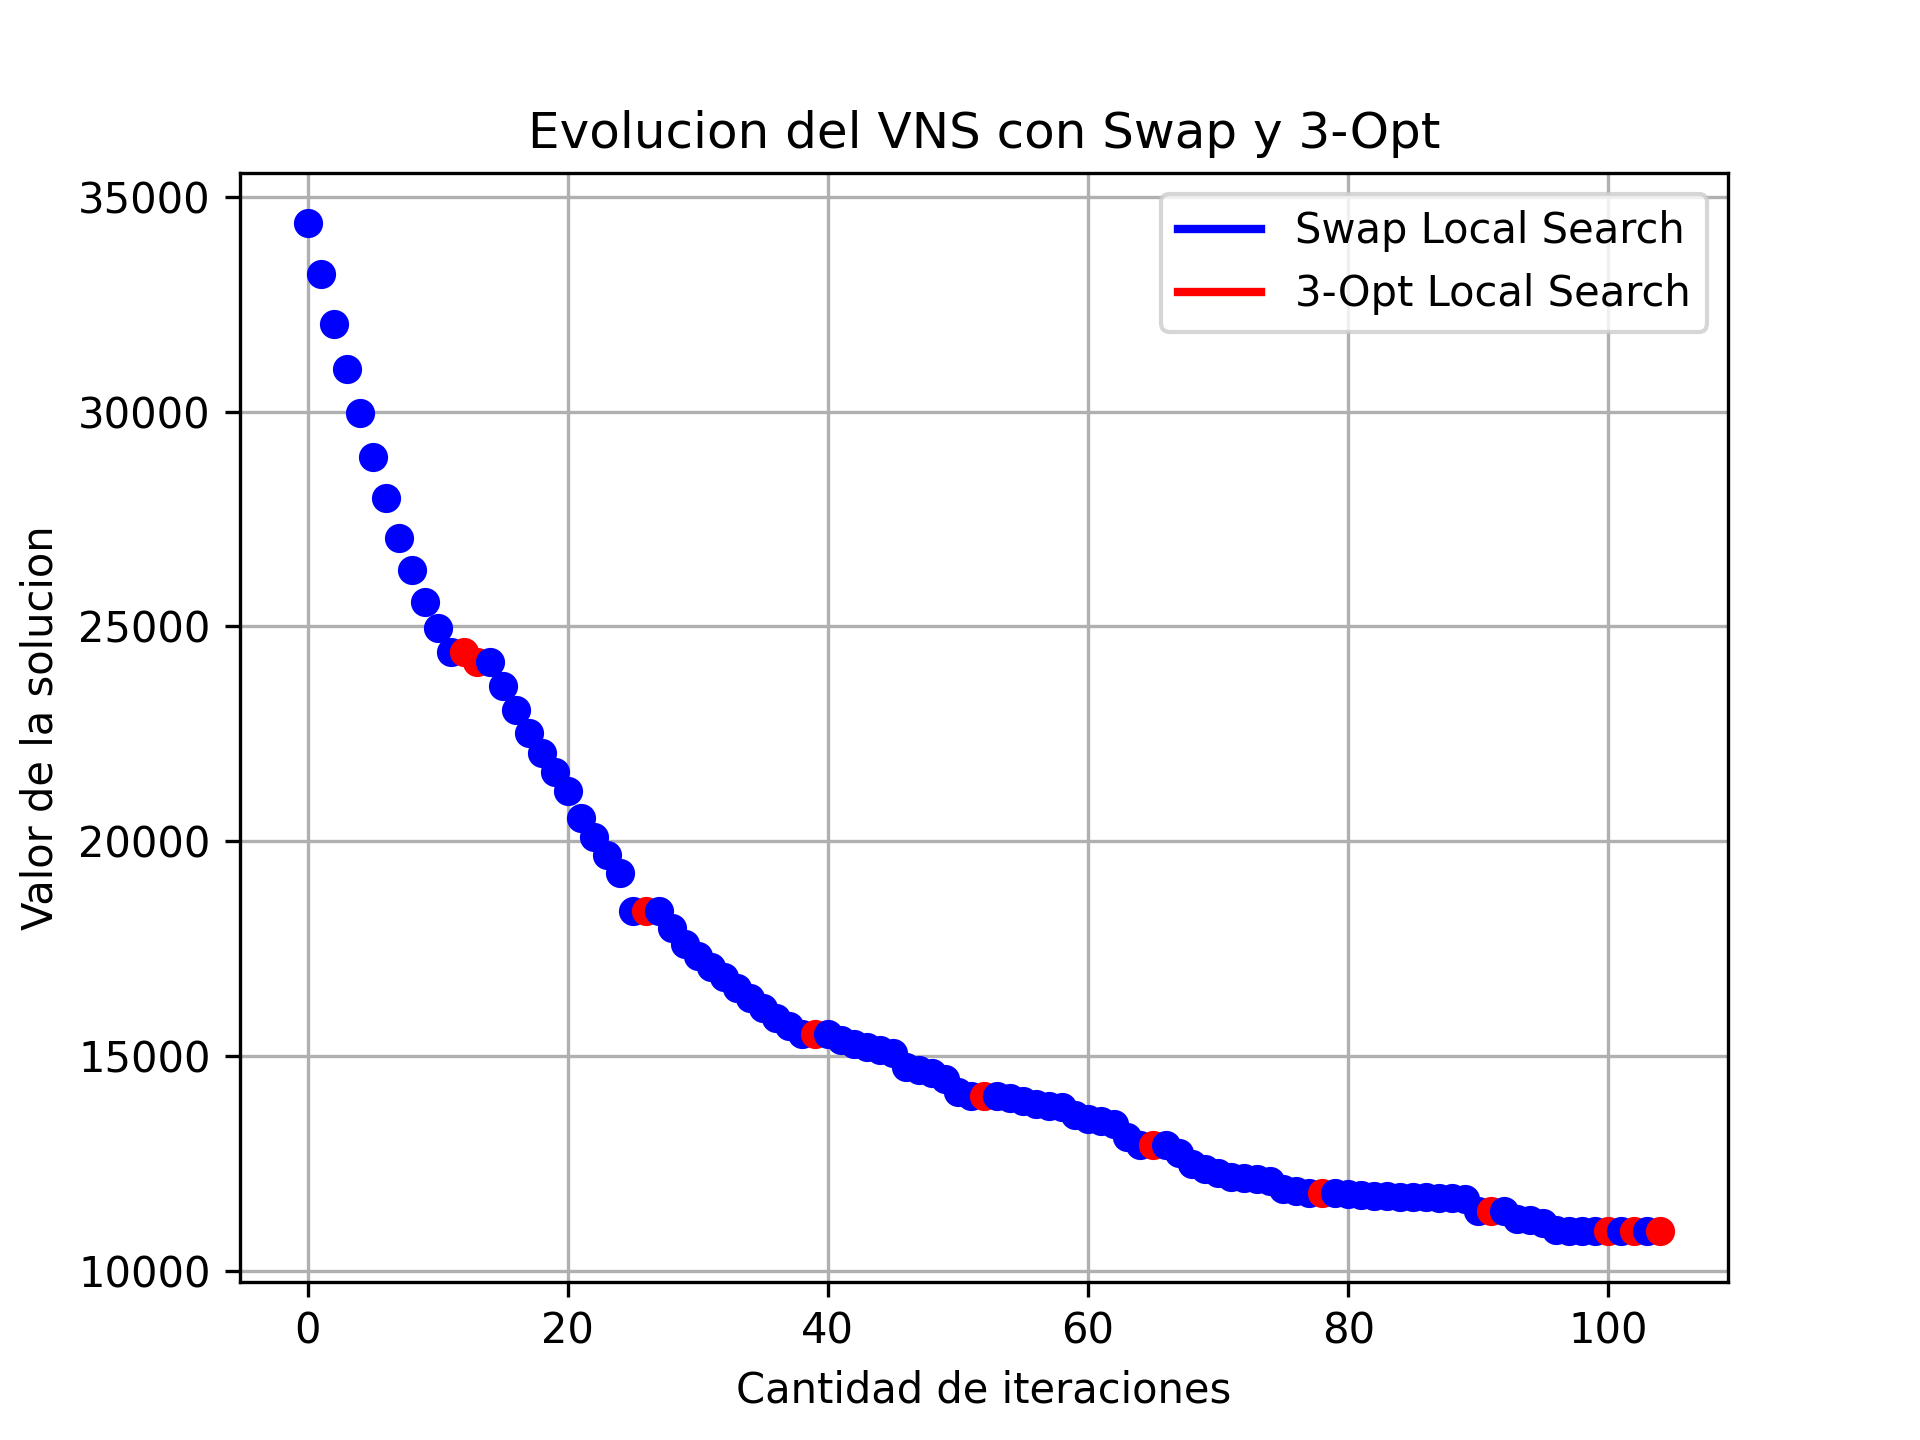 Evolucion del VNS con Swap y 3-Opt
Swap Local Search
3-Opt Local Search
Valor de la solucion
35000
30000
25000
20000
15000
10000
0 20 40 60 80 100
Cantidad de iteraciones